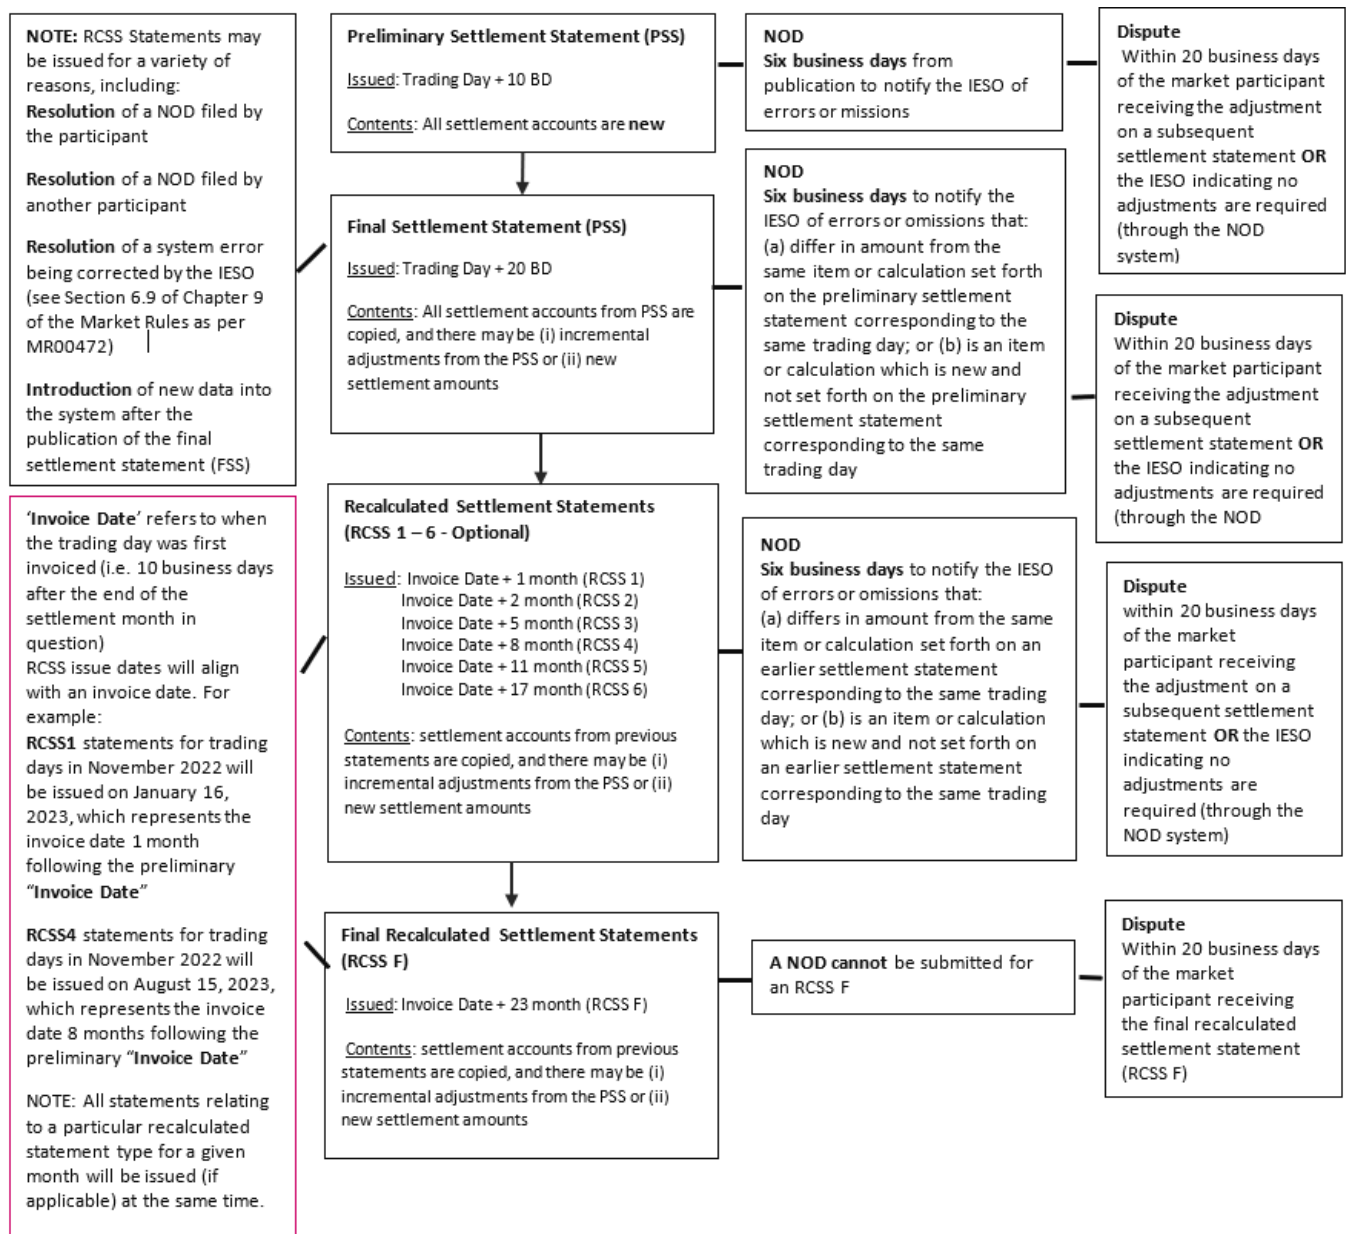 NOTE: RCSS Statements may
be issued for a variety of
reasons, including:
Resolution of a NOD filed by
the participant
Resolution of a NOD filed by
another participant
Resolution of a system error
being corrected by the IESO
(see Section 6.9 of Chapter 9
of the Market Rules as per
MR00472)
Introduction of new data into
the system after the
publication of the final
settlement statement (FSS)
‘Invoice Date’ refers to when
the trading day was first
invoiced (i.e. 10 business days
after the end of the
settlement month in
question)
RCSS issue dates will align
with an invoice date. For
example:
RCSS1 statements for trading
days in November 2022 will
be issued on January 16,
2023, which represents the
invoice date 1 month
following the preliminary
“Invoice Date”
RCSS4 statements for trading
days in November 2022 will
be issued on August 15, 2023,
which represents the invoice
date 8 months following the
preliminary “Invoice Date”
NOTE: All statements relating
to a particular recalculated
statement type for a given
month will be issued (if
applicable) at the same time.
Preliminary Settlement Statement (PSS)
Issued: Trading Day + 10 BD
Contents: All settlement accounts are new
Final Settlement Statement (PSS)
Issued: Trading Day + 20 BD
Contents: All settlement accounts from PSS are
copied, and there may be (i) incremental
adjustments from the PSS or (ii) new
settlement amounts
Recalculated Settlement Statements
(RCSS 1 – 6 - Optional)
Issued: Invoice Date + 1 month (RCSS 1)
Invoice Date + 2 month (RCSS 2)
Invoice Date + 5 month (RCSS 3)
Invoice Date + 8 month (RCSS 4)
Invoice Date + 11 month (RCSS 5)
Invoice Date + 17 month (RCSS 6)
Contents: settlement accounts from previous
statements are copied, and there may be (i)
incremental adjustments from the PSS or (ii)
new settlement amounts
Final Recalculated Settlement Statements
(RCSS F)
Issued: Invoice Date + 23 month (RCSS F)
Contents: settlement accounts from previous
statements are copied, and there may be (i)
incremental adjustments from the PSS or (ii)
new settlement amounts
NOD
Six business days from
publication to notify the IESO of
errors or missions
NOD
Six business days to notify the
IESO of errors or omissions that:
(a) differ in amount from the
same item or calculation set forth
on the preliminary settlement
statement corresponding to the
same trading day; or (b) is an item
or calculation which is new and
not set forth on the preliminary
settlement statement
corresponding to the same
trading day
NOD
Six business days to notify the IESO
of errors or omissions that:
(a) differs in amount from the same
item or calculation set forth on an
earlier settlement statement
corresponding to the same trading
day; or (b) is an item or calculation
which is new and not set forth on
an earlier settlement statement
corresponding to the same trading
day
A NOD cannot be submitted for
an RCSS F
Dispute
Within 20 business days
of the market participant
receiving the adjustment
on a subsequent
settlement statement OR
the IESO indicating no
adjustments are required
(through the NOD
system)
Dispute
Within 20 business days
of the market participant
receiving the adjustment
on a subsequent
settlement statement OR
the IESO indicating no
adjustments are required
(through the NOD
Dispute
within 20 business days
of the market
participant receiving
the adjustment on a
subsequent settlement
statement OR the IESO
indicating no
adjustments are
required (through the
NOD system)
Dispute
Within 20 business days
of the market
participant receiving
the final recalculated
settlement statement
(RCSS F)